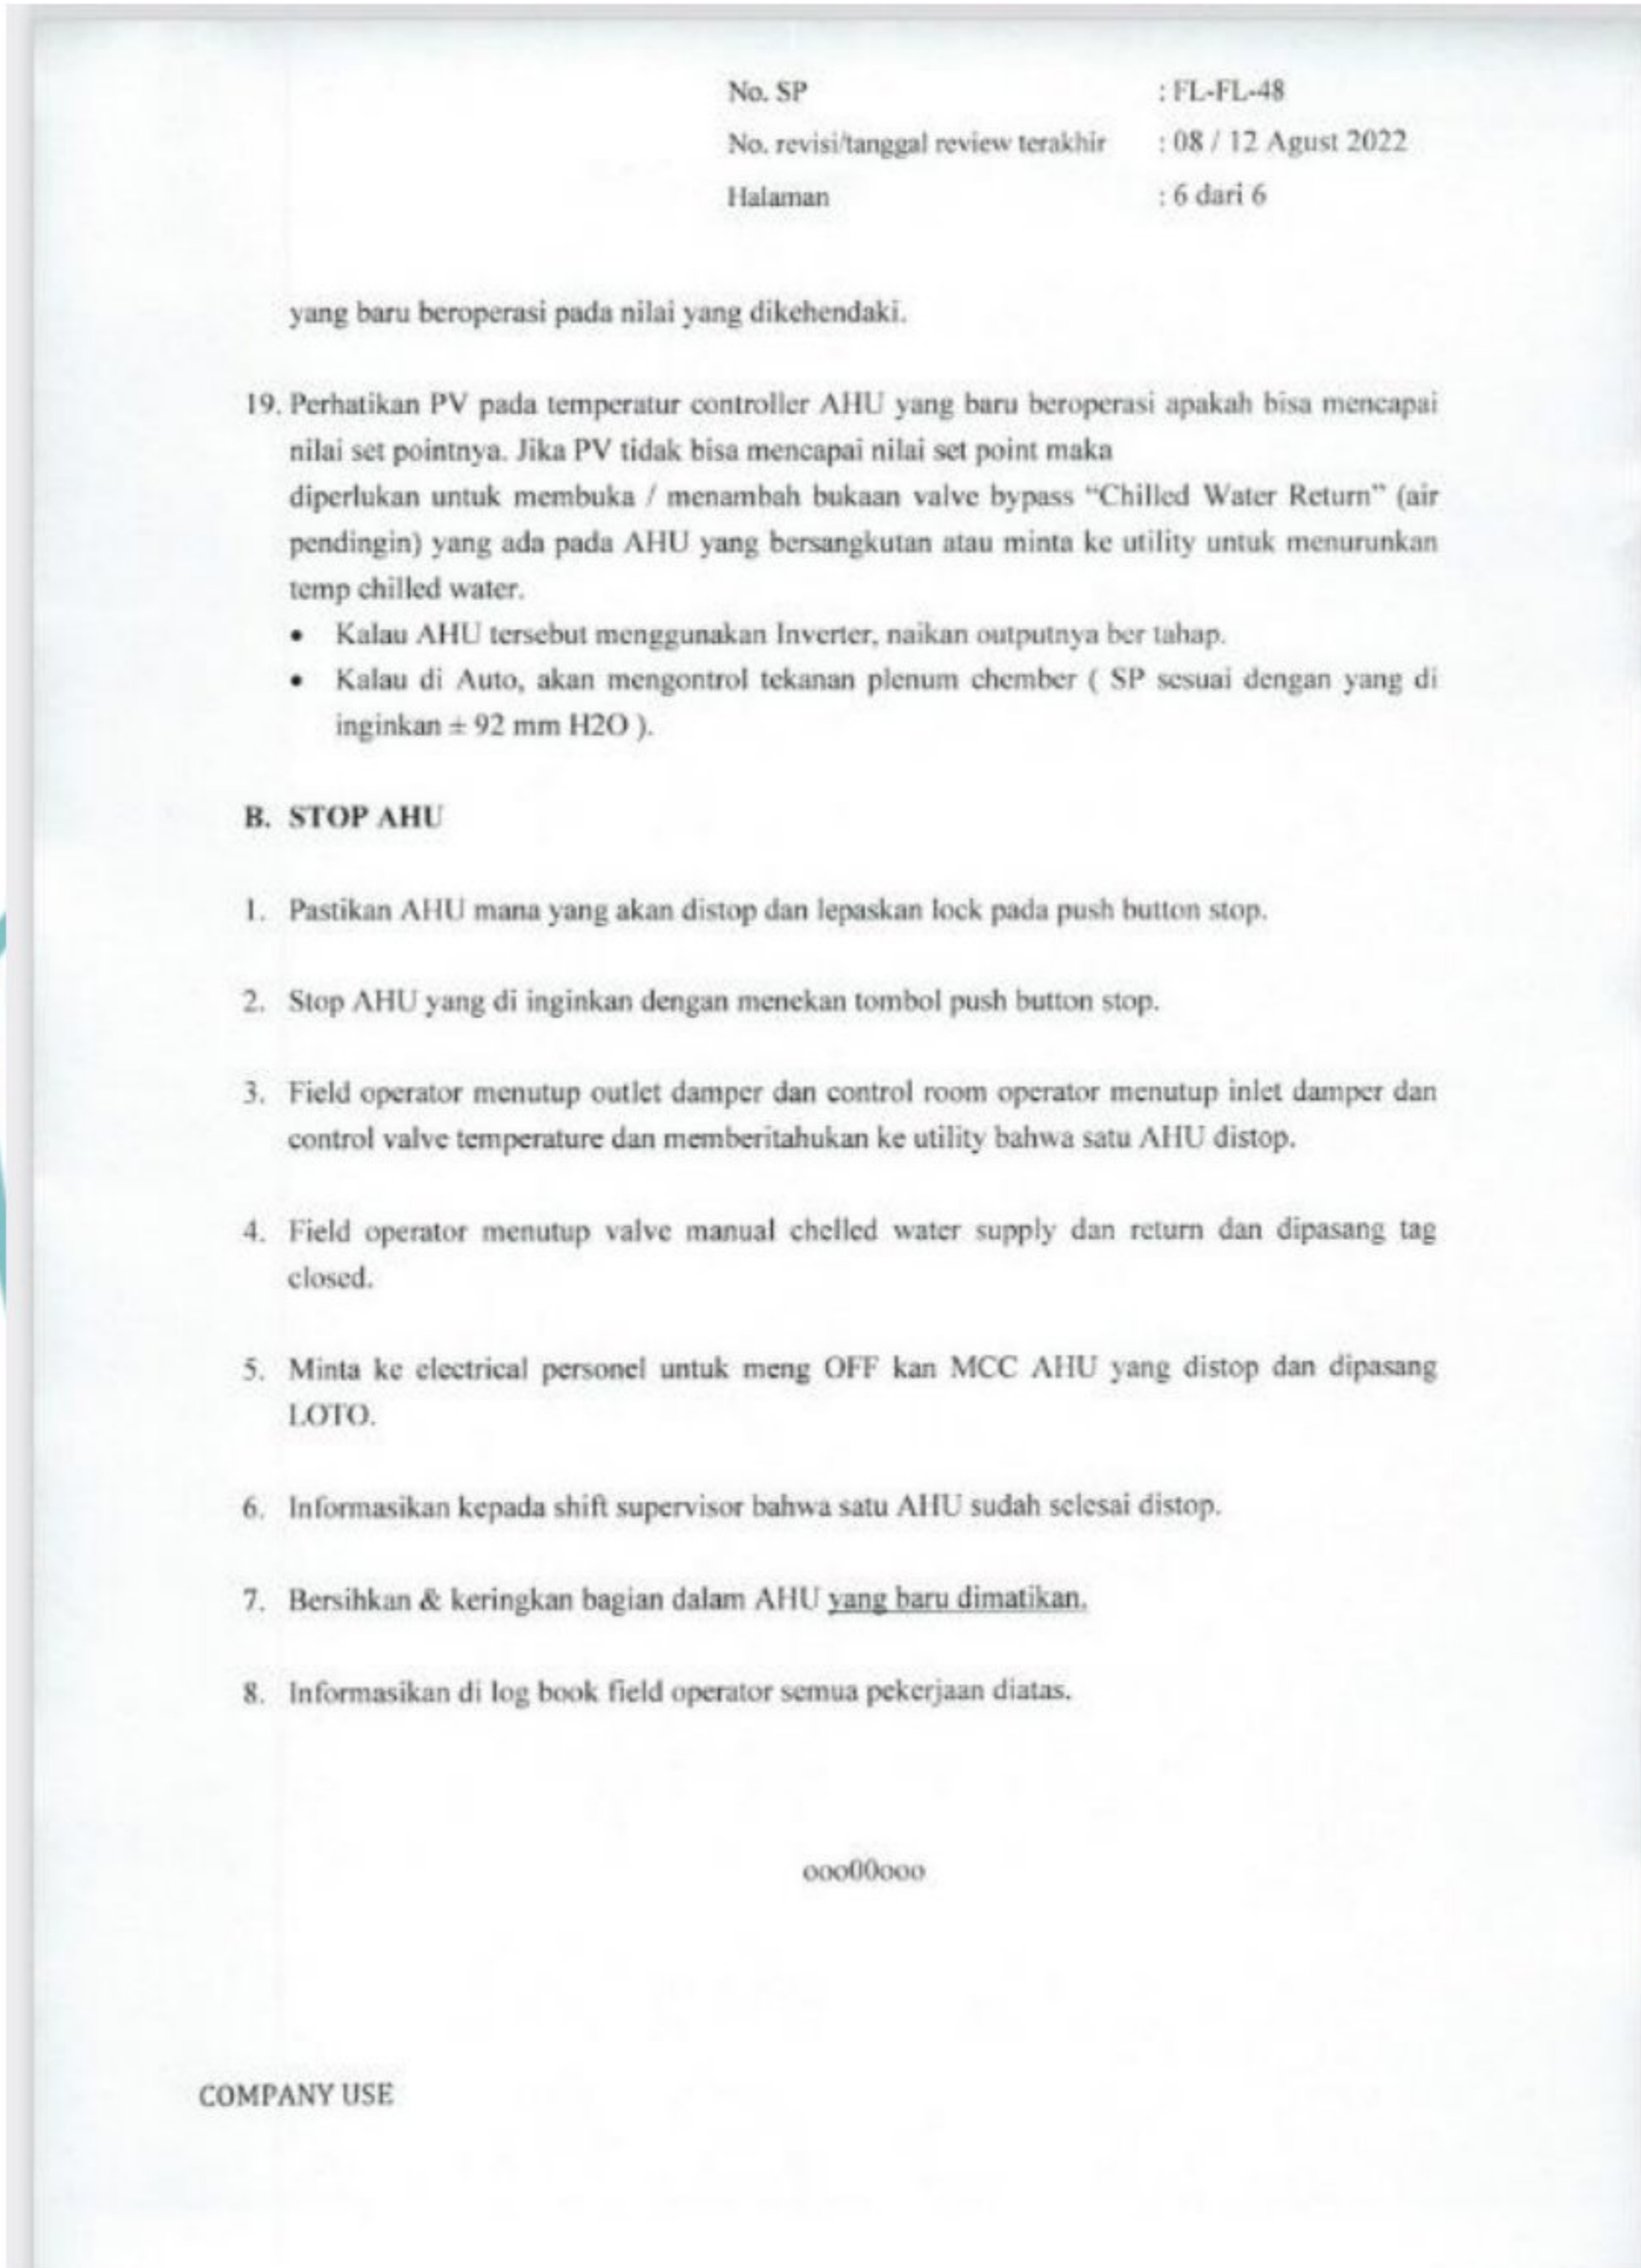 No. SP : FL-FL-48
No. revisi/tanggal review terakhir : 08 / 12 Agust 2022
Halaman : 6 dari 6
yang baru beroperasi pada nilai yang dikehendaki.
19. Perhatikan PV pada temperatur controller AHU yang baru beroperasi apakah bisa mencapai
nilai set pointnya. Jika PV tidak bisa mencapai nilai set point maka
diperlukan untuk membuka / menambah bukaan valve bypass “Chilled Water Return” (air
pendingin) yang ada pada AHU yang bersangkutan atau minta ke utility untuk menurunkan
temp chilled water.
• Kalau AHU tersebut menggunakan Inverter, naikan outputnya ber tahap.
• Kalau di Auto, akan mengontrol tekanan plenum chember ( SP sesuai dengan yang di
inginkan ± 92 mm H2O ).
B. STOP AHU
1. Pastikan AHU mana yang akan distop dan lepaskan lock pada push button stop.
2. Stop AHU yang di inginkan dengan menekan tombol push button stop.
3. Field operator menutup outlet damper dan control room operator menutup inlet damper dan
control valve temperature dan memberitahukan ke utility bahwa satu AHU distop.
4. Field operator menutup valve manual chelled water supply dan return dan dipasang tag
closed.
5. Minta ke electrical personel untuk meng OFF kan MCC AHU yang distop dan dipasang
LOTO.
6. Informasikan kepada shift supervisor bahwa satu AHU sudah selesai distop.
7. Bersihkan & keringkan bagian dalam AHU yang baru dimatikan.
8. Informasikan di log book field operator semua pekerjaan diatas.
ooo00ooo
COMPANY USE